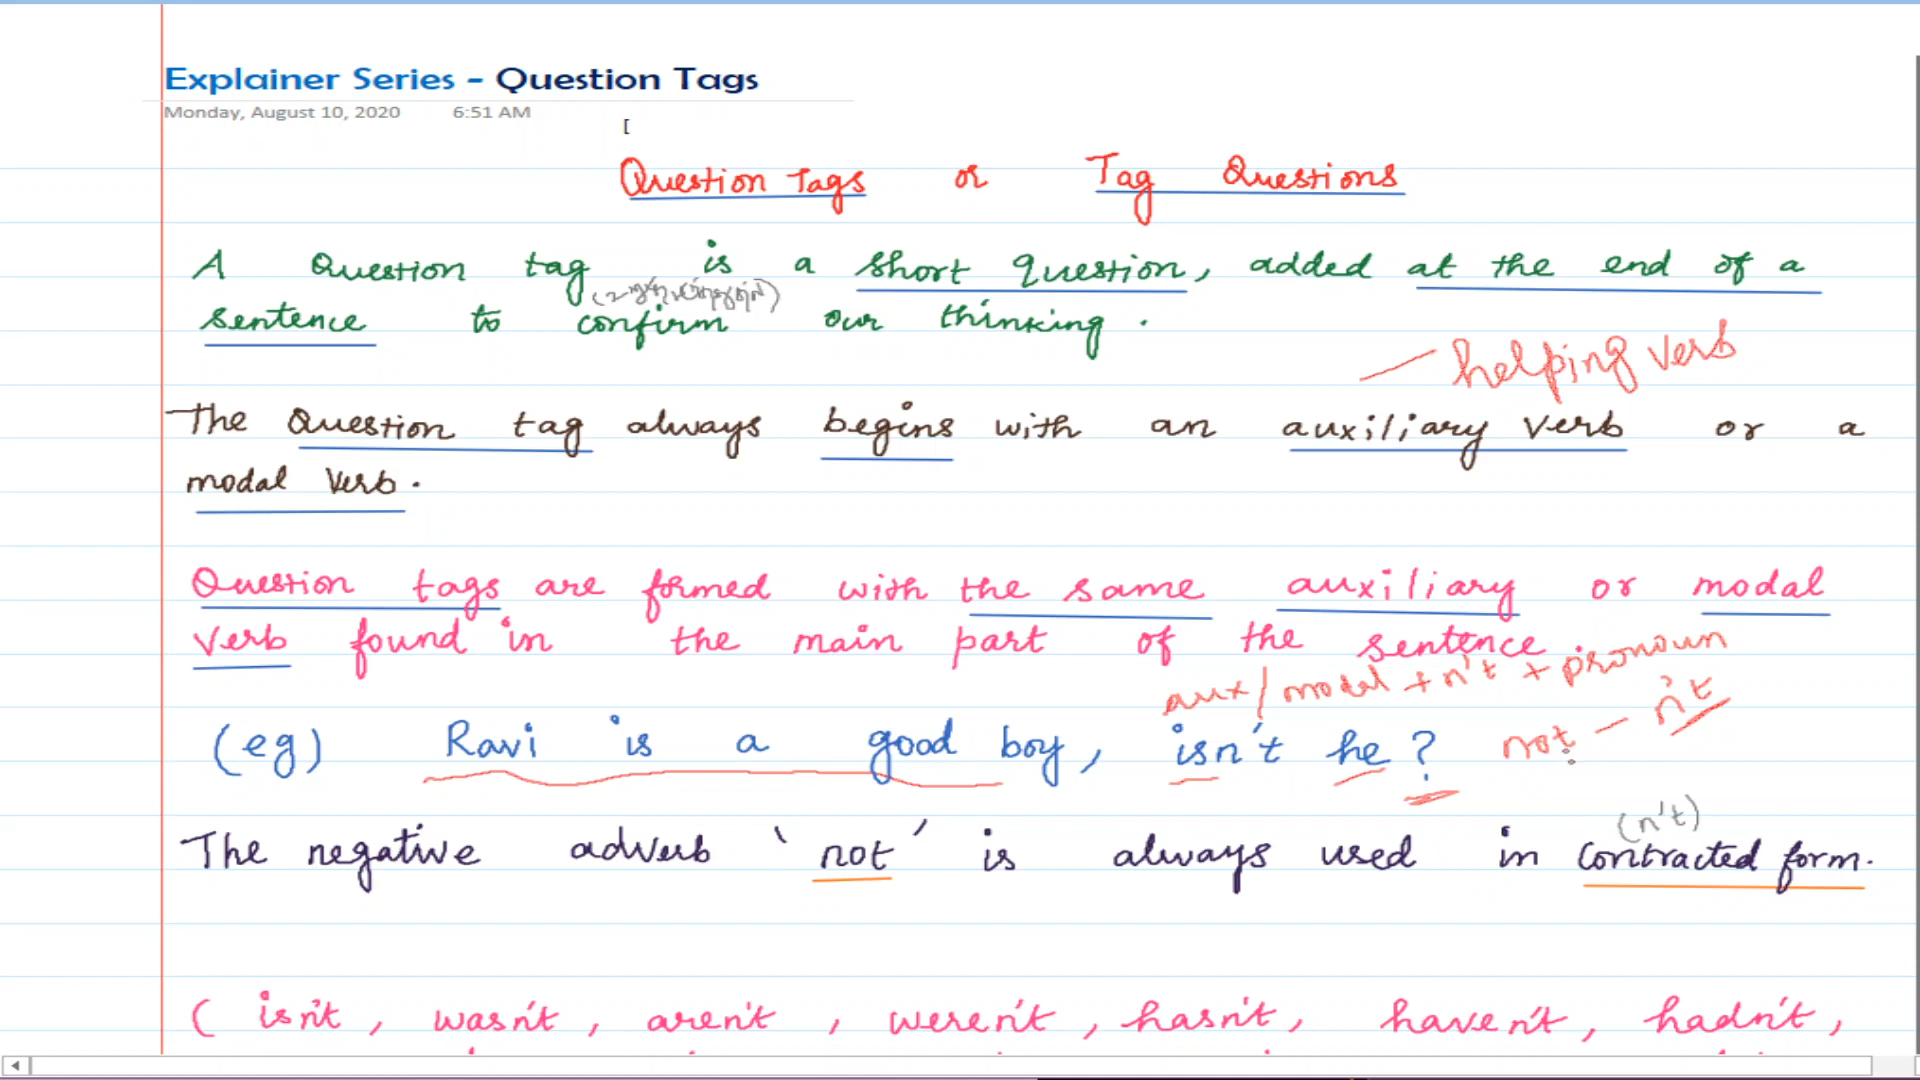 Explainer Series – Question Tags
Monday, August 10, 2020 6:51 AM
[
Question Tags or Tag Questions
A Question tag is a short question, added at the end of a
sentence to confirm our thinking.
helping verb
The Question tag always begins with an auxiliary verb or a
modal verb.
Question tags are formed with the same auxiliary or modal
verb found in the main part of the sentence.
aux/modal + n't + pronoun
(eg) Ravi is a good boy, isn't he? not – n't
(n't)
The negative adverb 'not' is always used in contracted form.
( isn't, wasn't, aren't, weren't, hasn't, haven't, hadn't,